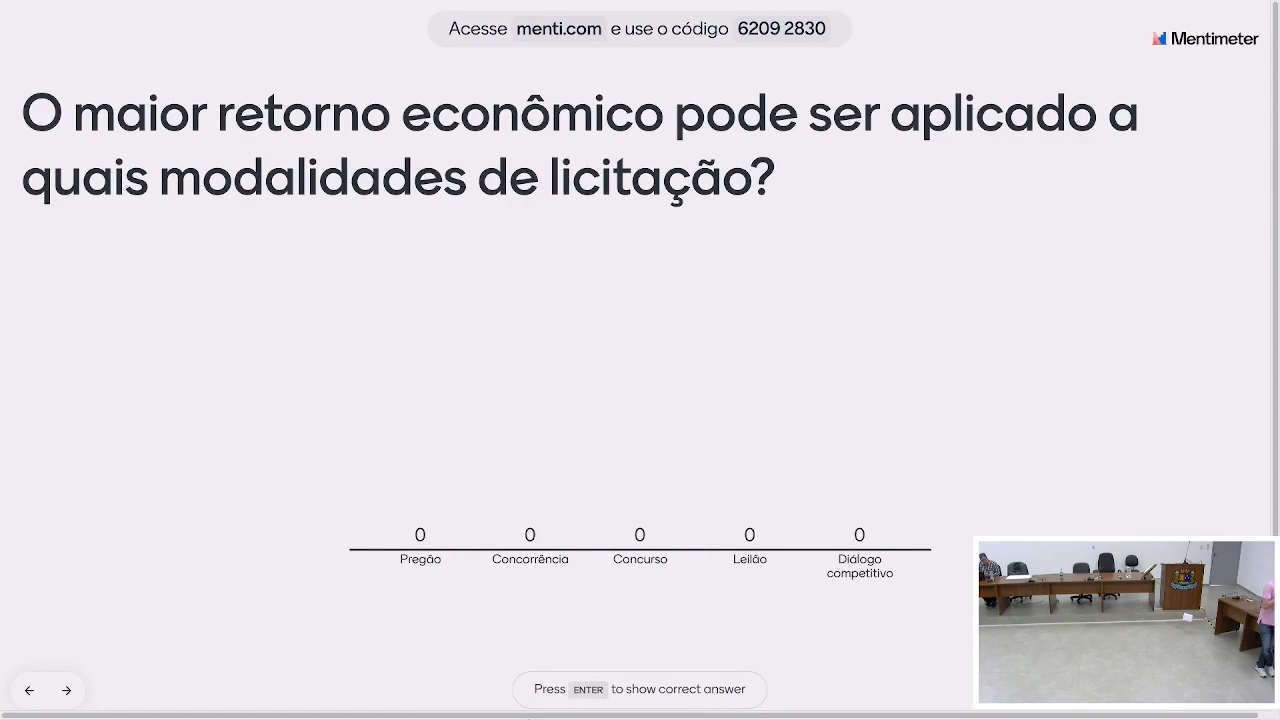 Acesse menti.com e use o código 6209 2830
Mentimeter
O maior retorno econômico pode ser aplicado a
quais modalidades de licitação?
0 0 0 0 0
Pregão Concorrência Concurso Leilão Diálogo
competitivo
Press ENTER to show correct answer